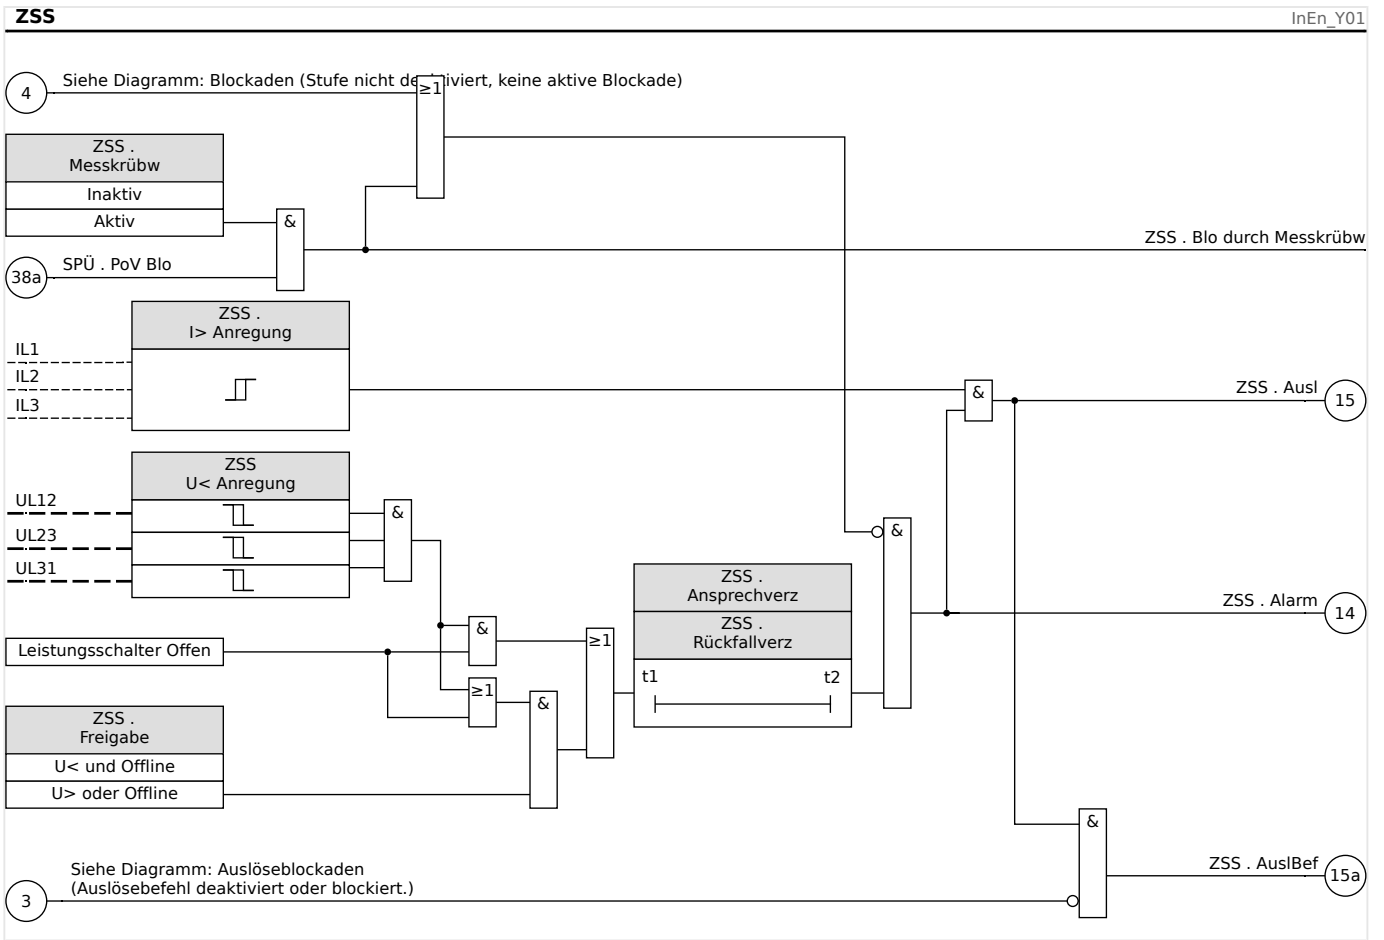 ZSS
InEn_Y01
4
Siehe Diagramm: Blockaden (Stufe nicht deaktiviert, keine aktive Blockade)
≥1
ZSS .
Messkrübw
Inaktiv
Aktiv
&
ZSS . Blo durch Messkrübw
38a
SPÜ . PoV Blo
ZSS .
I> Anregung
IL1
IL2
IL3
&
ZSS . Ausl
15
ZSS
U< Anregung
UL12
UL23
UL31
&
&
ZSS .
Ansprechverz
ZSS .
Rückfallverz
t1
t2
ZSS . Alarm
14
Leistungsschalter Offen
&
≥1
≥1
&
ZSS .
Freigabe
U< und Offline
U> oder Offline
&
ZSS . AuslBef
15a
Siehe Diagramm: Auslöseblockaden
(Auslösebefehl deaktiviert oder blockiert.)
3